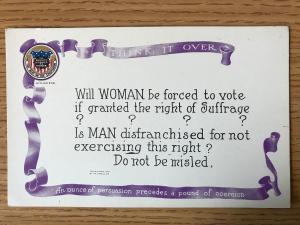 THINK IT OVER
Will WOMAN be forced to vote
if granted the right of Suffrage
? ? ? ?
Is MAN disfranchised for not
exercising this right?
Do not be misled.
An ounce of persuasion precedes a pound of coercion